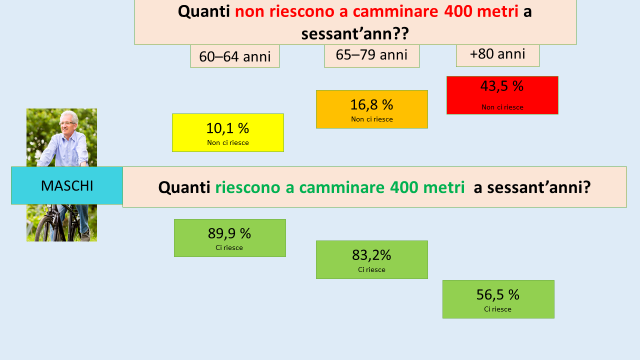 Quanti non riescono a camminare 400 metri a
sessant’ann??
60–64 anni
65–79 anni
+80 anni
43,5 %
Non ci riesce
16,8 %
Non ci riesce
10,1 %
Non ci riesce
MASCHI
Quanti riescono a camminare 400 metri a sessant’anni?
89,9 %
Ci riesce
83,2%
Ci riesce
56,5 %
Ci riesce